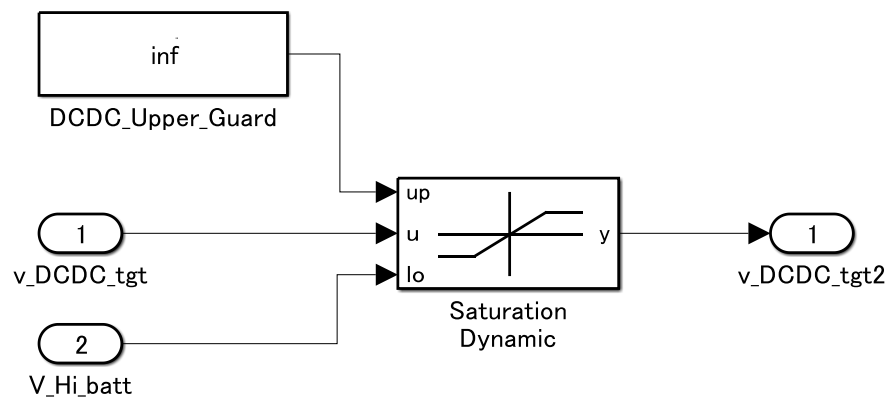 inf
DCDC_Upper_Guard
up
1
u
y
1
v_DCDC_tgt
lo
v_DCDC_tgt2
Saturation
Dynamic
2
V_Hi_batt